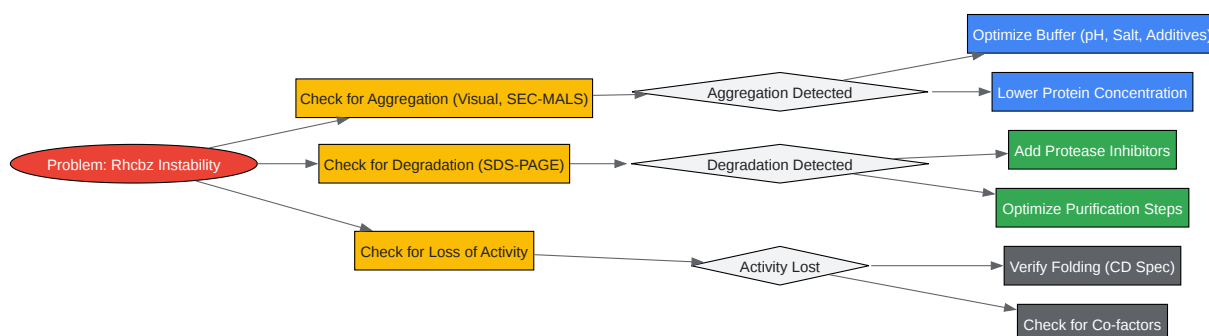 Problem: Rhcbz Instability
Check for Aggregation (Visual, SEC-MALS)
Aggregation Detected
Optimize Buffer (pH, Salt, Additives)
Lower Protein Concentration
Check for Degradation (SDS-PAGE)
Degradation Detected
Add Protease Inhibitors
Optimize Purification Steps
Check for Loss of Activity
Activity Lost
Verify Folding (CD Spec)
Check for Co-factors